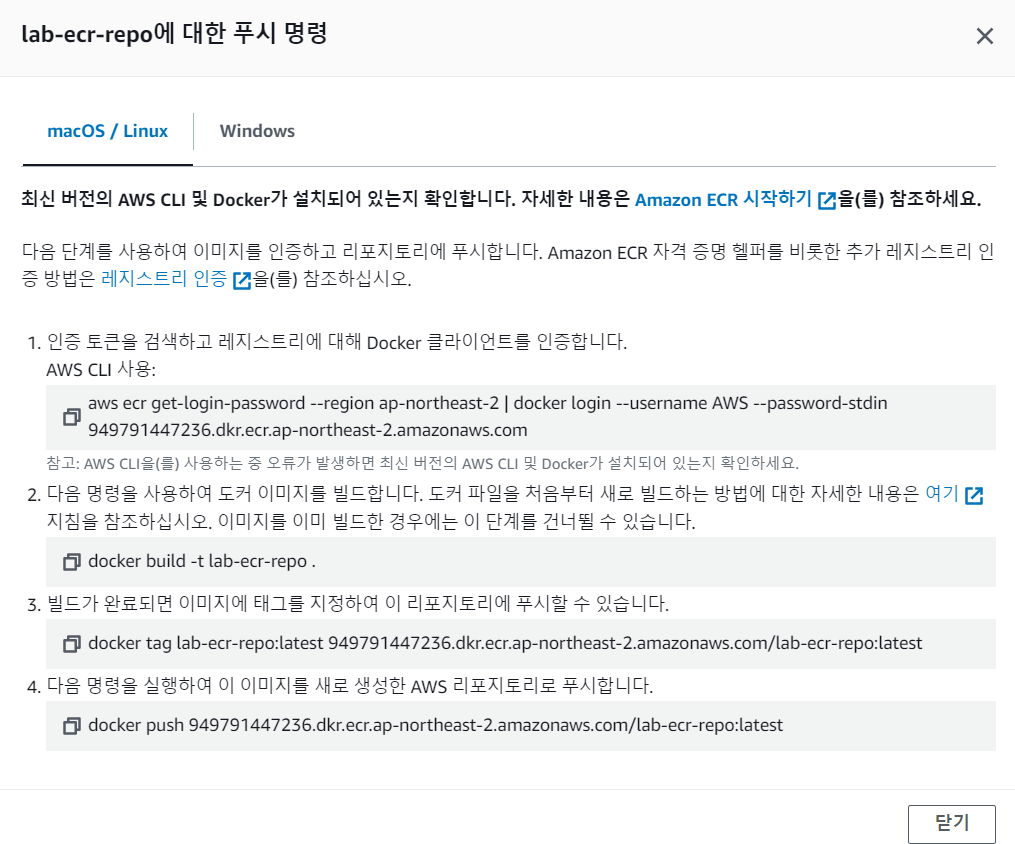 lab-ecr-repo에 대한 푸시 명령
macOS / Linux
Windows
최신 버전의 AWS CLI 및 Docker가 설치되어 있는지 확인합니다. 자세한 내용은 Amazon ECR 시작하기 을(를) 참조하세요.
다음 단계를 사용하여 이미지를 인증하고 리포지토리에 푸시합니다. Amazon ECR 자격 증명 헬퍼를 비롯한 추가 레지스트리 인
증 방법은 레지스트리 인증 을(를) 참조하십시오.
1. 인증 토큰을 검색하고 레지스트리에 대해 Docker 클라이언트를 인증합니다.
AWS CLI 사용:
aws ecr get-login-password --region ap-northeast-2 | docker login --username AWS --password-stdin
949791447236.dkr.ecr.ap-northeast-2.amazonaws.com
참고: AWS CLI을(를) 사용하는 중 오류가 발생하면 최신 버전의 AWS CLI 및 Docker가 설치되어 있는지 확인하세요.
2. 다음 명령을 사용하여 도커 이미지를 빌드합니다. 도커 파일을 처음부터 새로 빌드하는 방법에 대한 자세한 내용은 여기
지침을 참조하십시오. 이미지를 이미 빌드한 경우에는 이 단계를 건너뛸 수 있습니다.
docker build -t lab-ecr-repo .
3. 빌드가 완료되면 이미지에 태그를 지정하여 이 리포지토리에 푸시할 수 있습니다.
docker tag lab-ecr-repo:latest 949791447236.dkr.ecr.ap-northeast-2.amazonaws.com/lab-ecr-repo:latest
4. 다음 명령을 실행하여 이 이미지를 새로 생성한 AWS 리포지토리로 푸시합니다.
docker push 949791447236.dkr.ecr.ap-northeast-2.amazonaws.com/lab-ecr-repo:latest
닫기